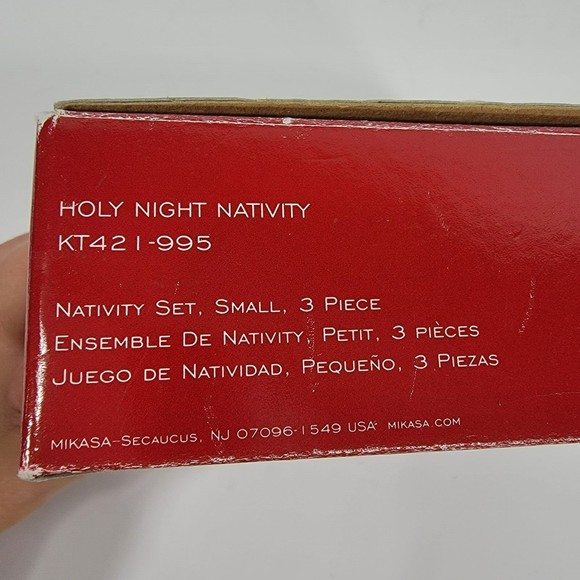 HOLY NIGHT NATIVITY
KT421-995
NATIVITY SET, SMALL, 3 PIECE
ENSEMBLE DE NATIVITY, PETIT, 3 PIÈCES
JUEGO DE NATIVIDAD, PEQUEÑO, 3 PIEZAS
MIKASA-SECAUCUS, NJ 07096-1549 USA MIKASA.COM